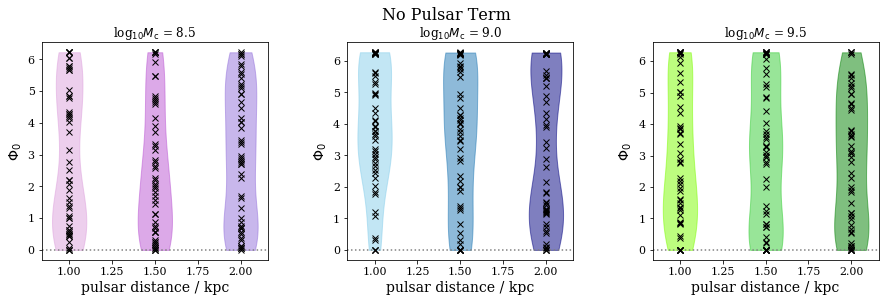 No Pulsar Term
log₁₀M꜀ = 8.5
log₁₀M꜀ = 9.0
log₁₀M꜀ = 9.5
6
5
4
3
2
1
0
Φ₀
1.00 1.25 1.50 1.75 2.00
pulsar distance / kpc
6
5
4
3
2
1
0
Φ₀
1.00 1.25 1.50 1.75 2.00
pulsar distance / kpc
6
5
4
3
2
1
0
Φ₀
1.00 1.25 1.50 1.75 2.00
pulsar distance / kpc